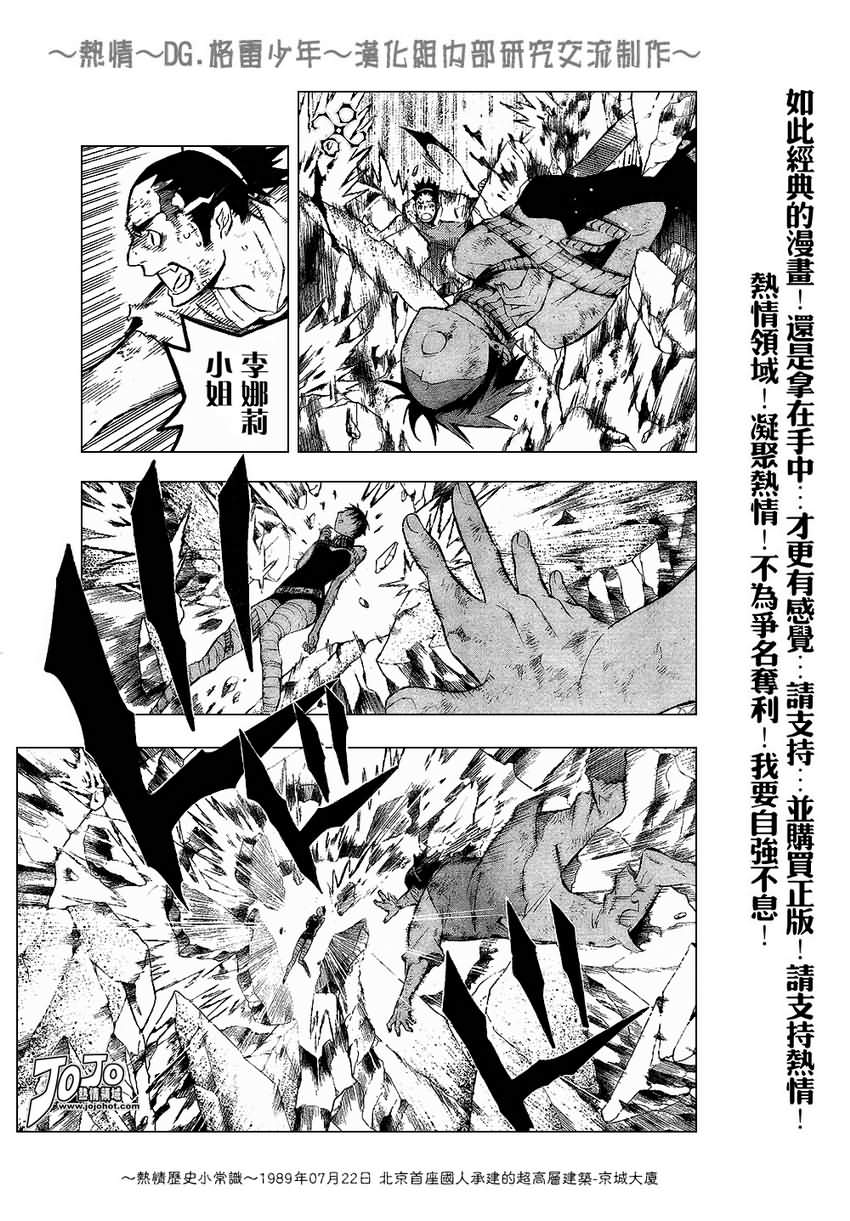 ～熱情～DG.格雷少年～漢化組內部研究交流制作～
如此經典的漫畫！還是拿在手中…才更有感覺…請支持…並購買正版！請支持熱情！
熱情領域！凝聚熱情！不為爭名奪利！我要自強不息！
李娜莉
小姐
ドドド
JOJO
熱情領域
www.jojohot.com
～熱情歷史小常識～1989年07月22日 北京首座國人承建的超高層建築-京城大廈